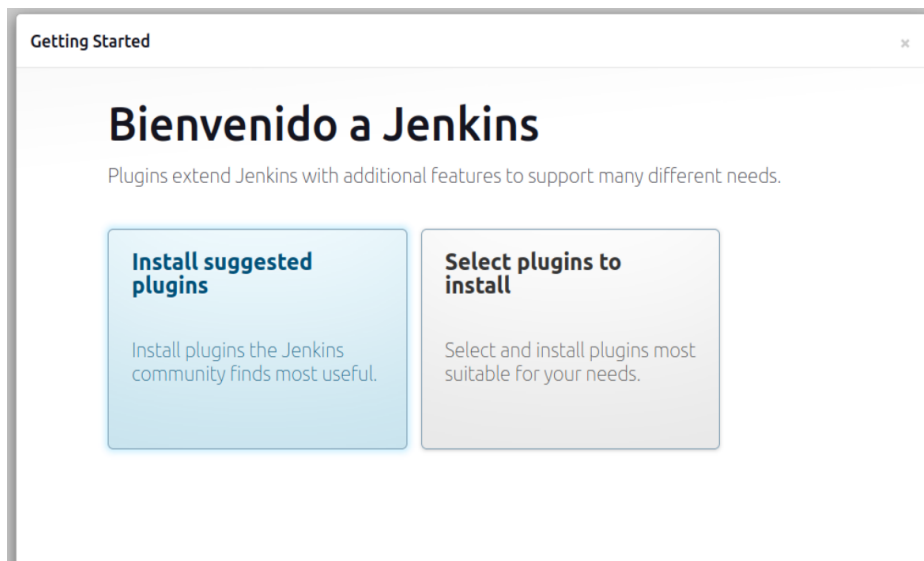 Getting Started
×
Bienvenido a Jenkins
Plugins extend Jenkins with additional features to support many different needs.
Install suggested
plugins
Install plugins the Jenkins
community finds most useful.
Select plugins to
install
Select and install plugins most
suitable for your needs.